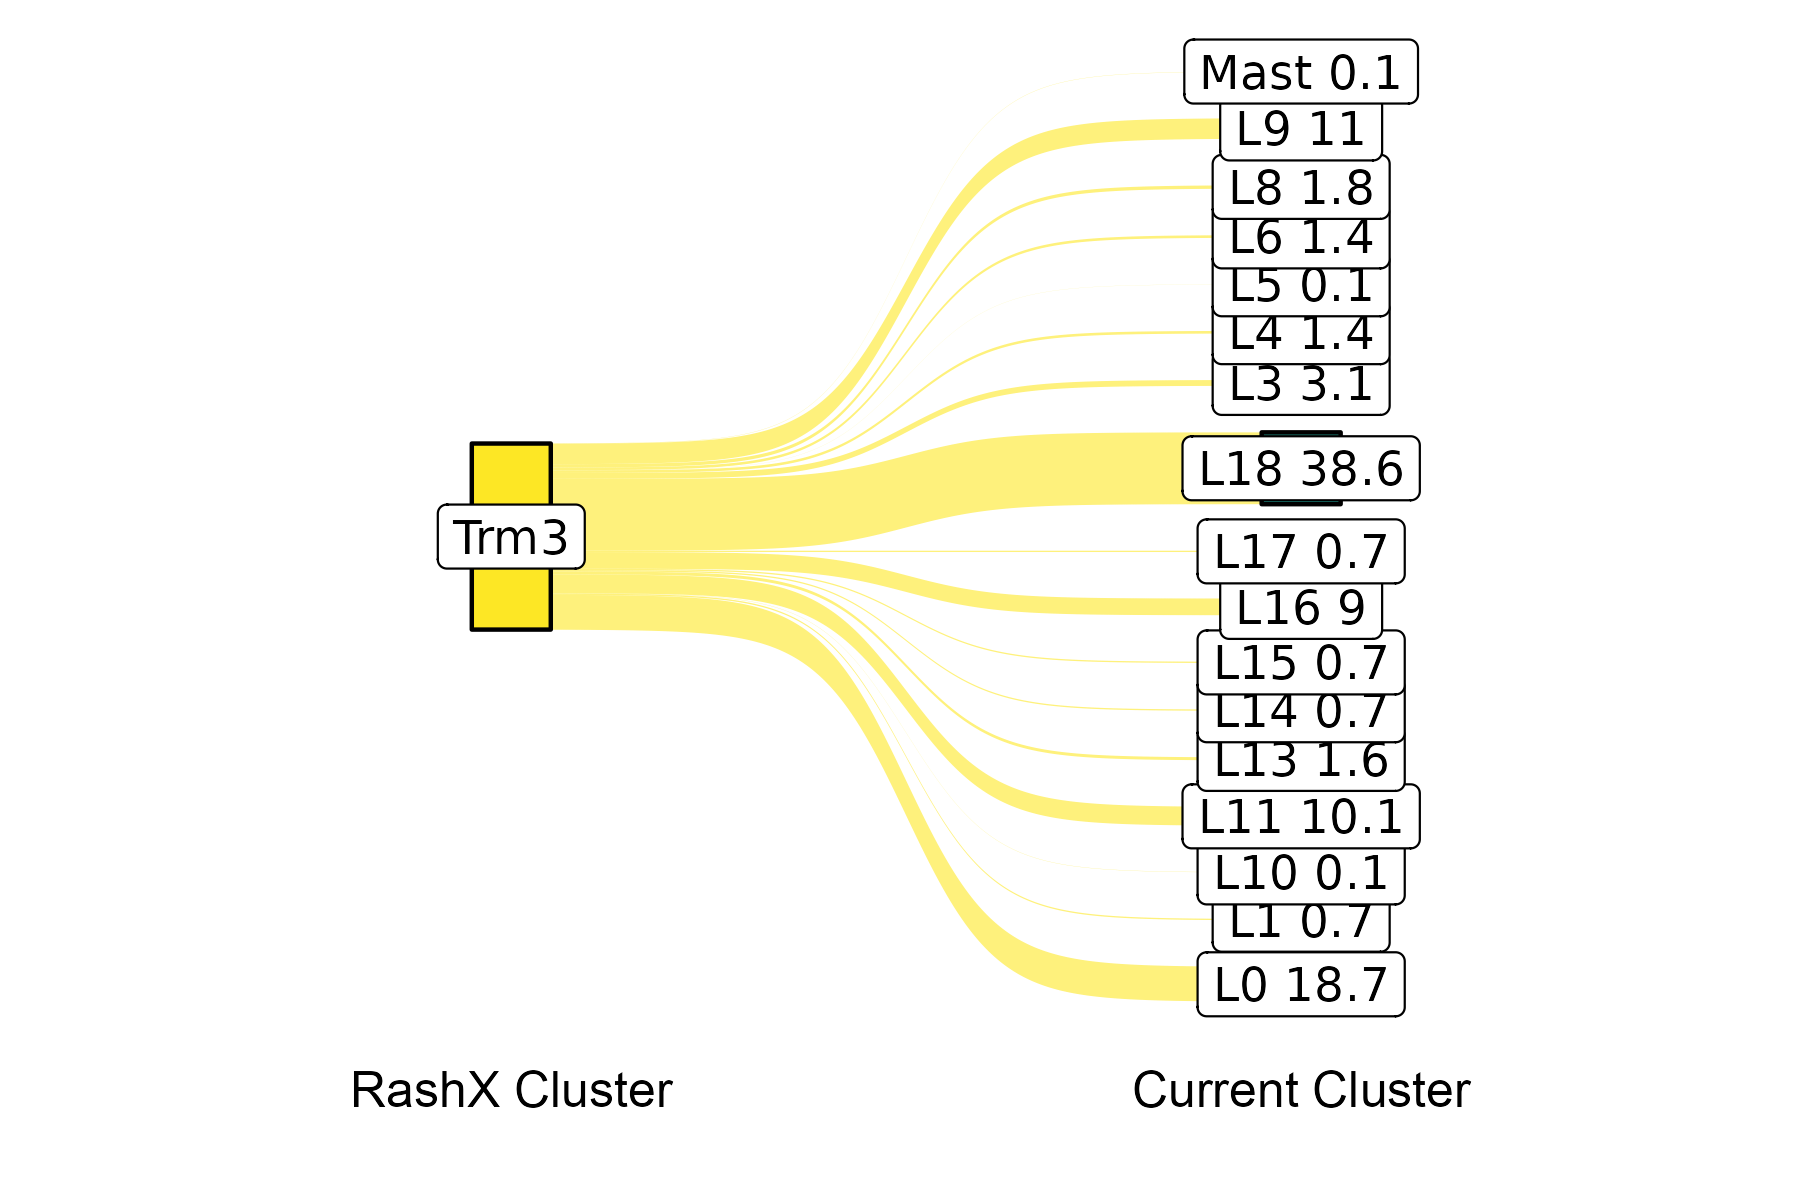 Mast 0.1
L9 11
L8 1.8
L6 1.4
L5 0.1
L4 1.4
L3 3.1
L18 38.6
Trm3
L17 0.7
L16 9
L15 0.7
L14 0.7
L13 1.6
L11 10.1
L10 0.1
L1 0.7
L0 18.7
RashX Cluster
Current Cluster